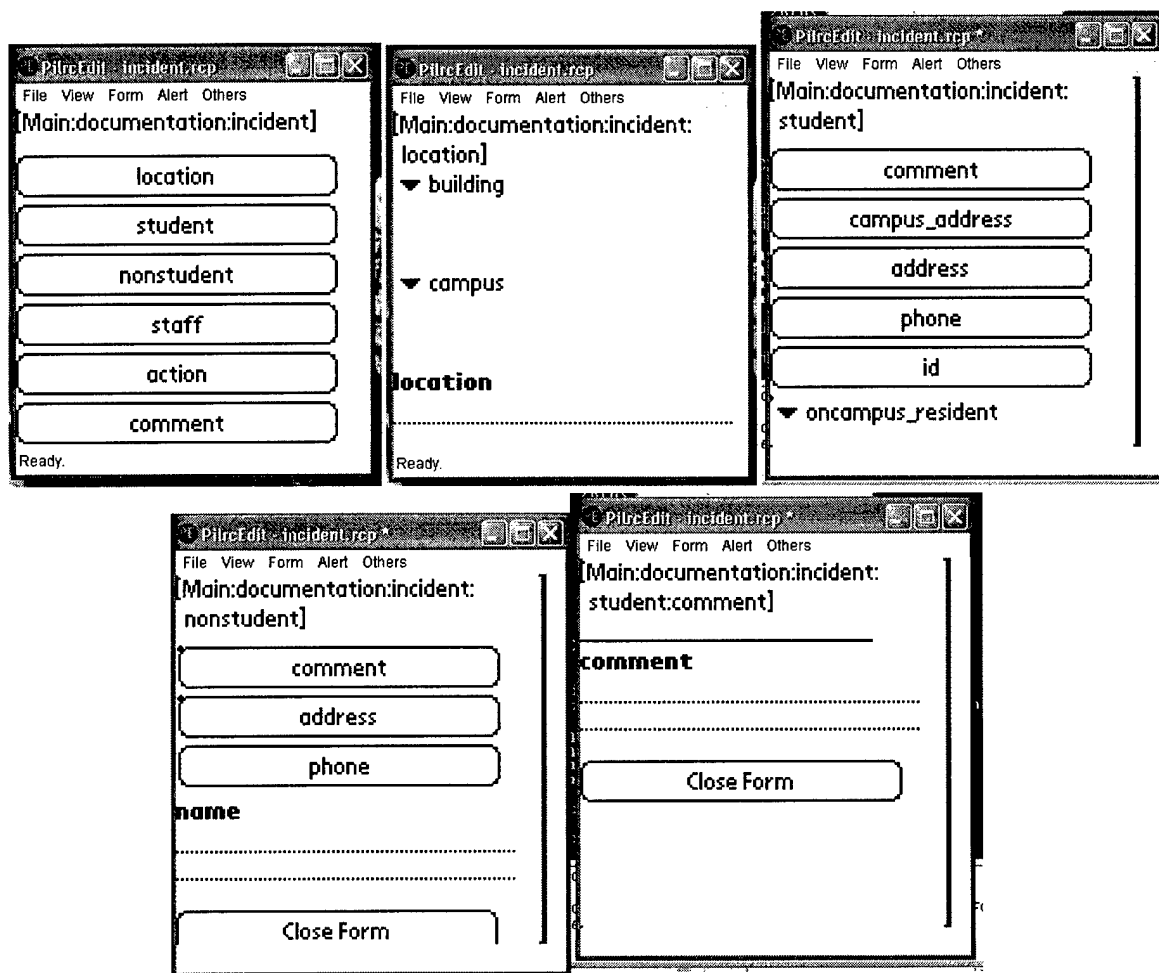 PilrcEdit - incident.rcp
File View Form Alert Others
[Main:documentation:incident]
location
student
nonstudent
staff
action
comment
Ready.
PilrcEdit - incident.rcp
File View Form Alert Others
[Main:documentation:incident:
location]
building
campus
location
Ready.
PilrcEdit - incident.rcp *
File View Form Alert Others
[Main:documentation:incident:
student]
comment
campus_address
address
phone
id
oncampus_resident
PilrcEdit - incident.rcp *
File View Form Alert Others
[Main:documentation:incident:
nonstudent]
comment
address
phone
name
Close Form
PilrcEdit - incident.rcp *
File View Form Alert Others
[Main:documentation:incident:
student:comment]
comment
Close Form